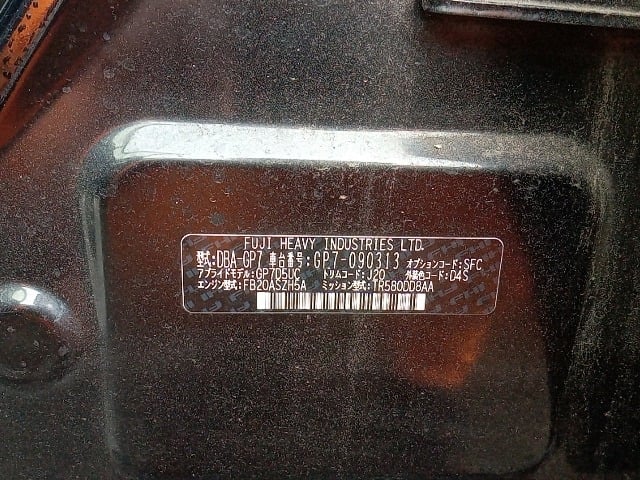 FUJI HEAVY INDUSTRIES LTD.
型式:DBA-GP7 車台番号:GP7-090313 オプションコード:SFC
アプライドモデル:GP7D5UC トリムコード:J20 外装色コード:D4S
エンジン型式:FB20ASZH5A ミッション型式:TR580DD8AA